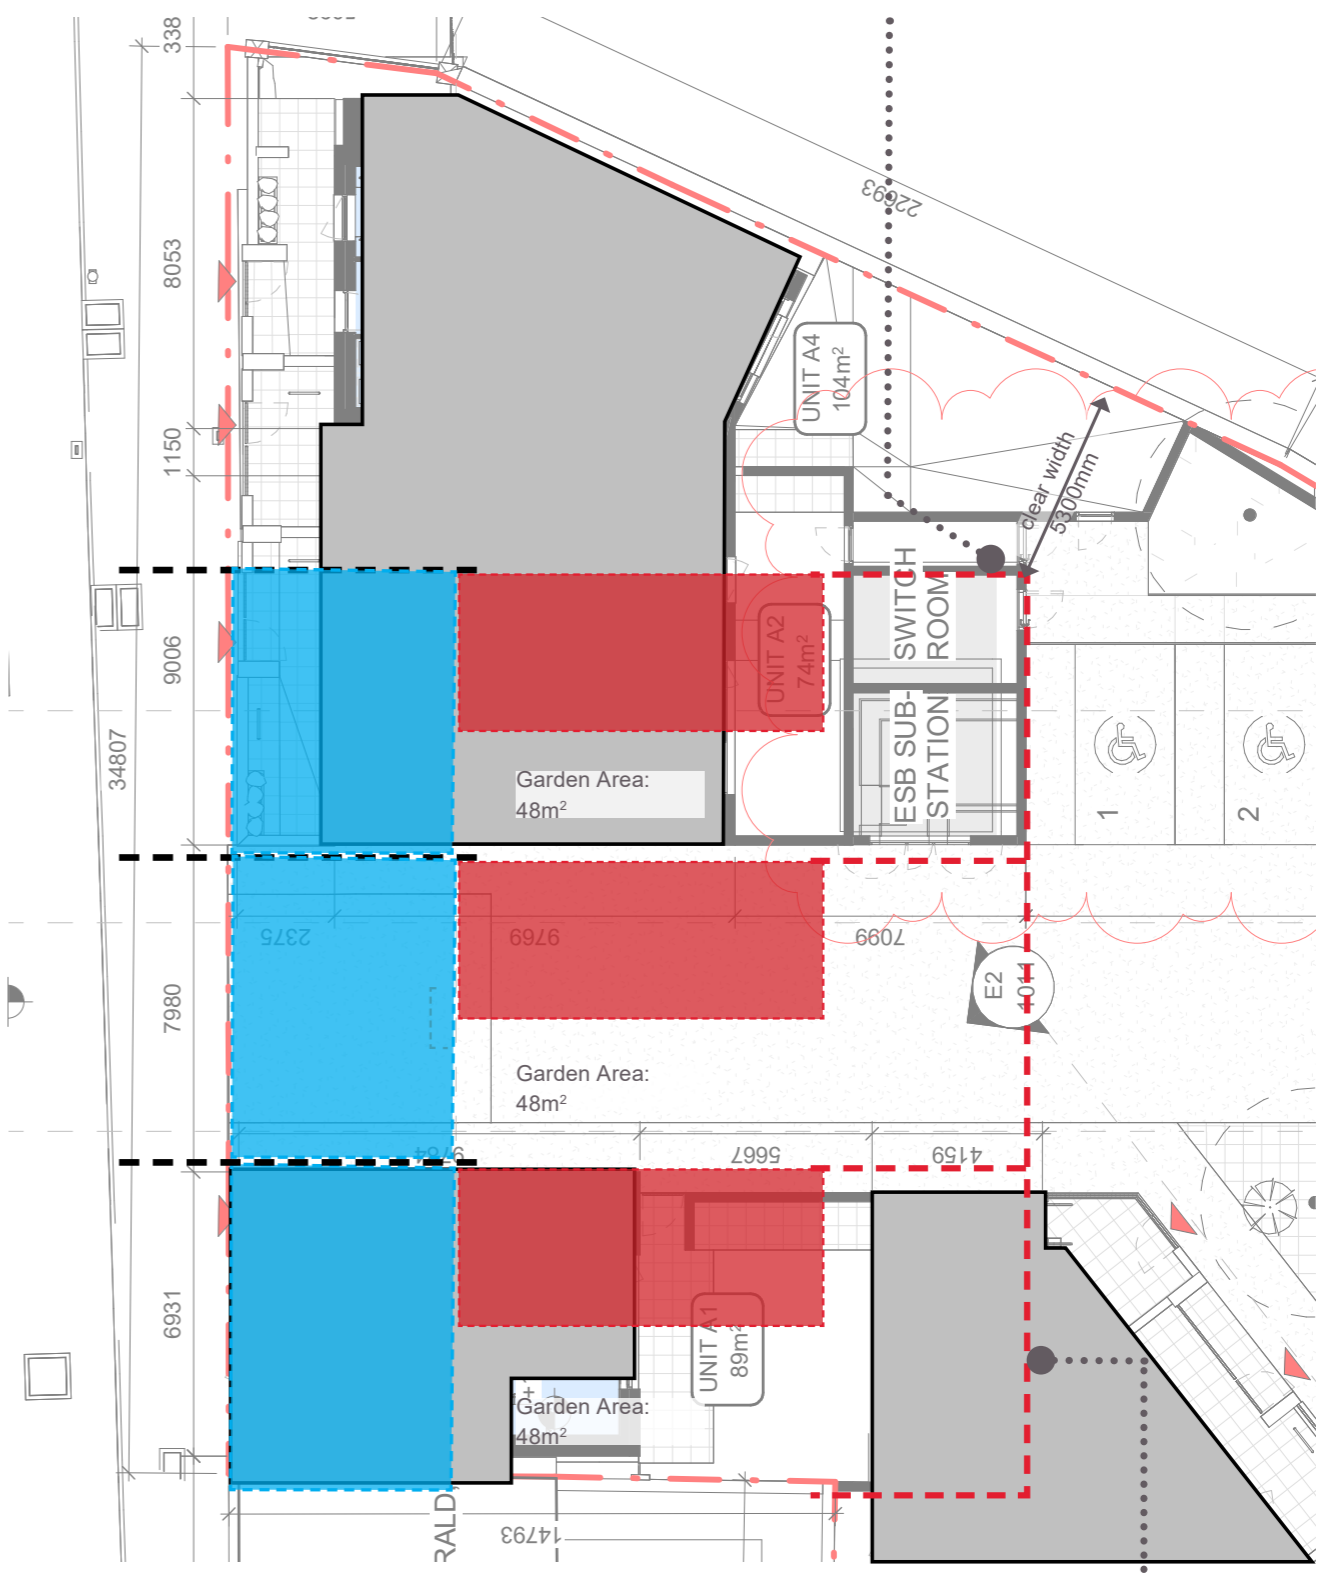 338
22693
8053
UNIT A4
104m²
1150
clear width
5300mm
SWITCH
ROOM
9006
UNIT A2
74m²
ESB SUB-
STATION
34807
Garden Area:
48m²
1
2
2375
9769
7099
E2
1011
7980
Garden Area:
48m²
9764
5667
4159
6931
UNIT A1
89m²
Garden Area:
48m²
RALD
14793